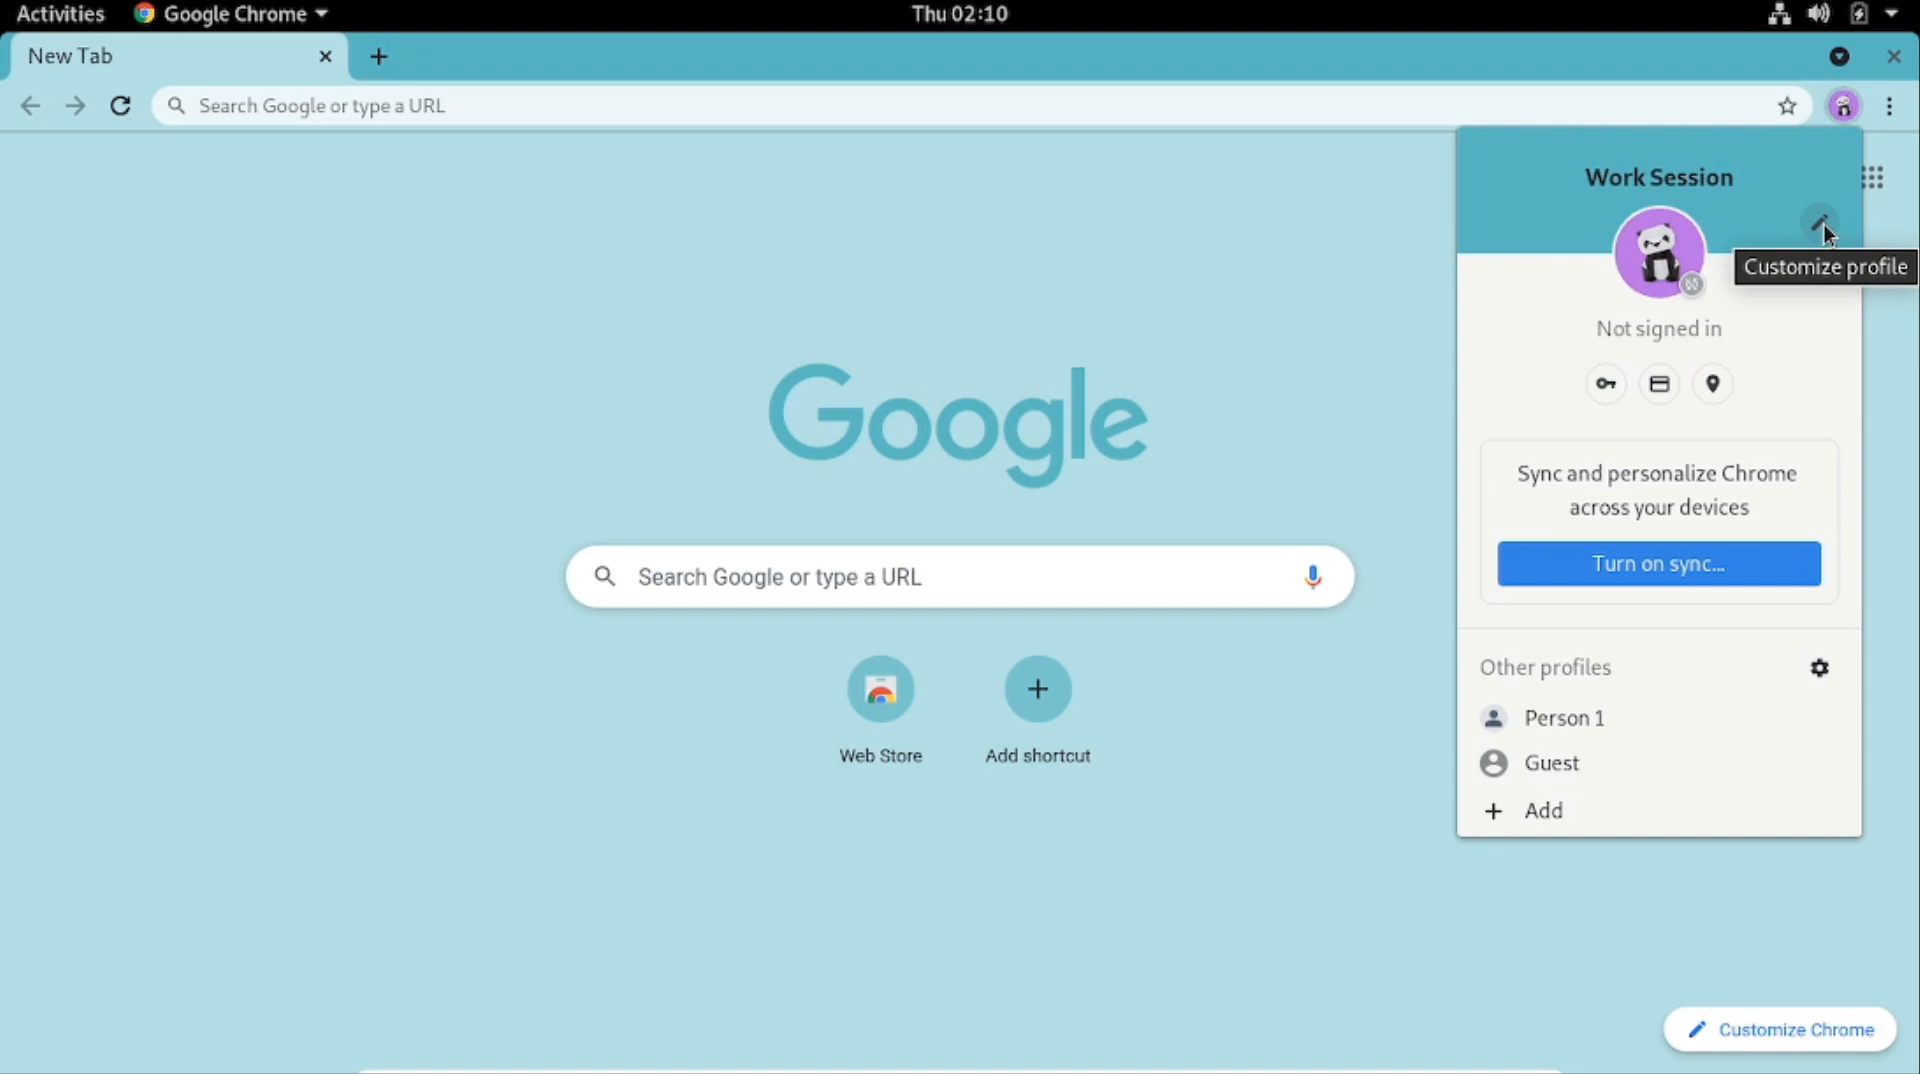 Activities
Google Chrome
Thu 02:10
New Tab
Search Google or type a URL
Work Session
Customize profile
Not signed in
Google
Sync and personalize Chrome
across your devices
Turn on sync...
Search Google or type a URL
Other profiles
Person 1
Guest
Add
Web Store
Add shortcut
Customize Chrome